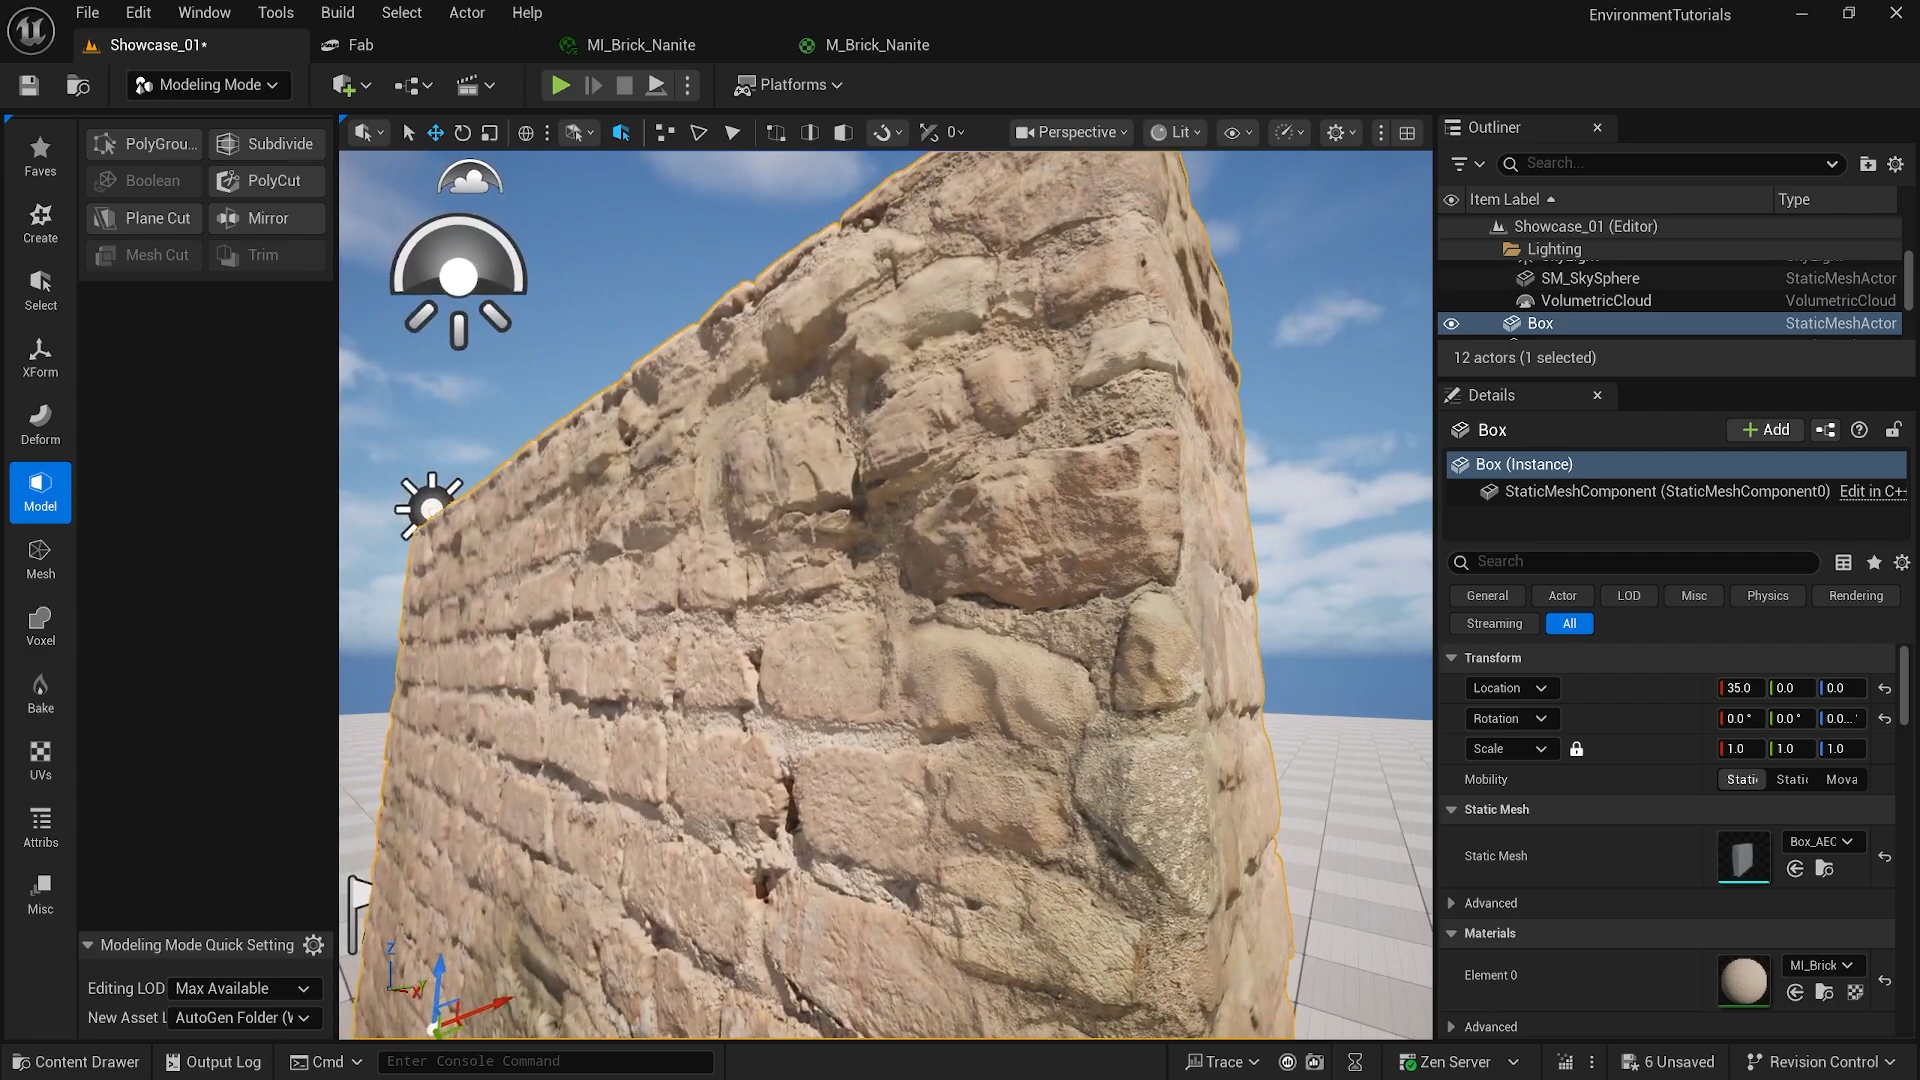 File Edit Window Tools Build Select Actor Help
EnvironmentTutorials
Showcase_01• Fab MI_Brick_Nanite M_Brick_Nanite
Modeling Mode Platforms
Faves
Create
Select
XForm
Deform
Model
Mesh
Voxel
Bake
UVs
Attribs
Misc
PolyGrou... Subdivide
Boolean PolyCut
Plane Cut Mirror
Mesh Cut Trim
Modeling Mode Quick Setting
Editing LOD Max Available
New Asset L AutoGen Folder (W
0 Perspective Lit
Z
X
Outliner
Search...
Item Label Type
Showcase_01 (Editor)
Lighting
SM_SkySphere StaticMeshActor
VolumetricCloud VolumetricCloud
Box StaticMeshActor
12 actors (1 selected)
Details
Box Add
Box (Instance)
StaticMeshComponent (StaticMeshComponent0) Edit in C++
Search
General Actor LOD Misc Physics Rendering
Streaming All
Transform
Location 35.0 0.0 0.0
Rotation 0.0° 0.0° 0.0...°
Scale 1.0 1.0 1.0
Mobility Stati Stati Mova
Static Mesh
Static Mesh Box_AEC
Advanced
Materials
Element 0 MI_Brick
Advanced
Content Drawer Output Log Cmd Enter Console Command Trace Zen Server 6 Unsaved Revision Control